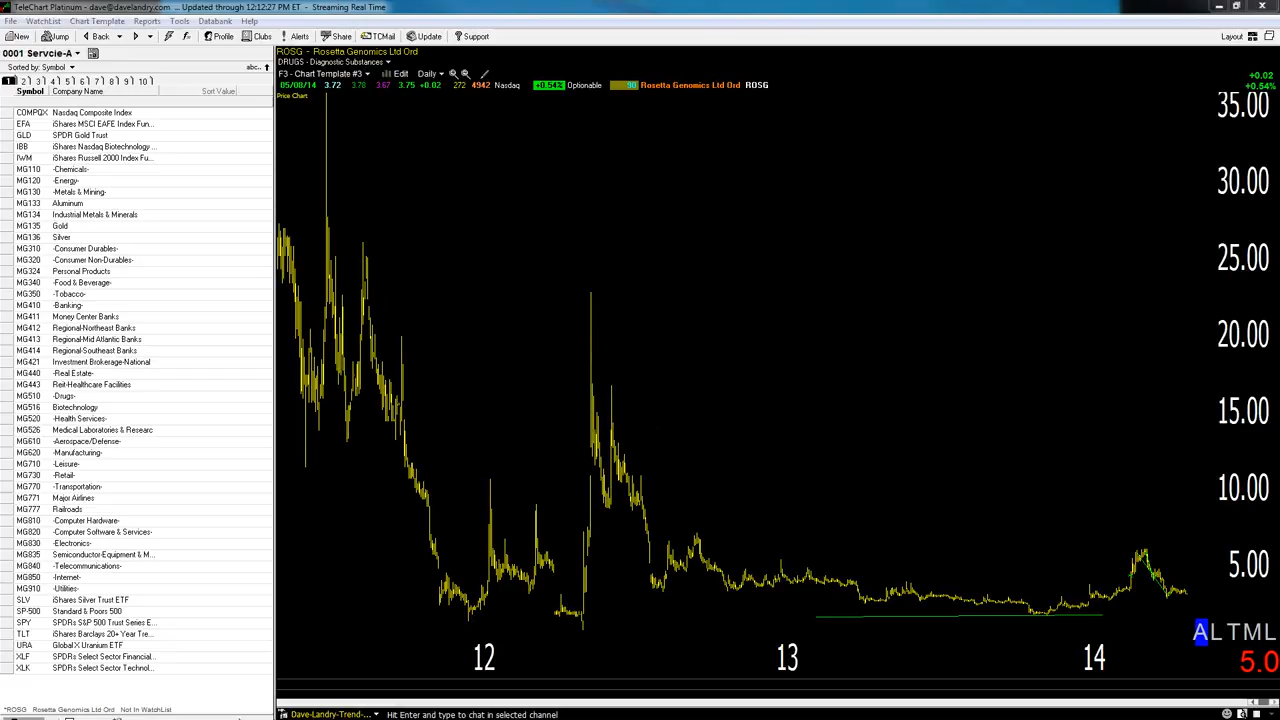 TeleChart Platinum - dave@davelandry.com ... Updated through 12:12:27 PM ET - Streaming Real Time
File WatchList Chart Template Reports Tools Databank Help
New Jump Back Profile Clubs Alerts Share TCMail Update Support Layout
0001 Servcie-A
Sorted by: Symbol abc..
1 2 3 4 5 6 7 8 9 10
Symbol Company Name Sort Value
COMPQX Nasdaq Composite Index
EFA iShares MSCI EAFE Index Fun...
GLD SPDR Gold Trust
IBB iShares Nasdaq Biotechnology ...
IWM iShares Russell 2000 Index Fu...
MG110 -Chemicals-
MG120 -Energy-
MG130 -Metals & Mining-
MG133 Aluminum
MG134 Industrial Metals & Minerals
MG135 Gold
MG136 Silver
MG310 -Consumer Durables-
MG320 -Consumer Non-Durables-
MG324 Personal Products
MG340 -Food & Beverage-
MG350 -Tobacco-
MG410 -Banking-
MG411 Money Center Banks
MG412 Regional-Northeast Banks
MG413 Regional-Mid Atlantic Banks
MG414 Regional-Southeast Banks
MG421 Investment Brokerage-National
MG440 -Real Estate-
MG443 Reit-Healthcare Facilities
MG510 -Drugs-
MG516 Biotechnology
MG520 -Health Services-
MG526 Medical Laboratories & Researc
MG610 -Aerospace/Defense-
MG620 -Manufacturing-
MG710 -Leisure-
MG730 -Retail-
MG770 -Transportation-
MG771 Major Airlines
MG777 Railroads
MG810 -Computer Hardware-
MG820 -Computer Software & Services-
MG830 -Electronics-
MG835 Semiconductor-Equipment & M...
MG840 -Telecommunications-
MG850 -Internet-
MG910 -Utilities-
SLV iShares Silver Trust ETF
SP-500 Standard & Poors 500
SPY SPDRs S&P 500 Trust Series E...
TLT iShares Barclays 20+ Year Tre...
URA Global X Uranium ETF
XLF SPDRs Select Sector Financial...
XLK SPDRs Select Sector Technol...
*ROSG Rosetta Genomics Ltd Ord Not In WatchList
ROSG - Rosetta Genomics Ltd Ord
DRUGS - Diagnostic Substances
F3 - Chart Template #3 Edit Daily
05/08/14 3.72 3.78 3.67 3.75 +0.02 272 4942 Nasdaq +0.54% Optionable 90 Rosetta Genomics Ltd Ord ROSG
Price Chart
+0.02
+0.54%
35.00
30.00
25.00
20.00
15.00
10.00
5.00
ALTML
5.0
12 13 14
Dave-Landry-Trend-... Hit Enter and type to chat in selected channel